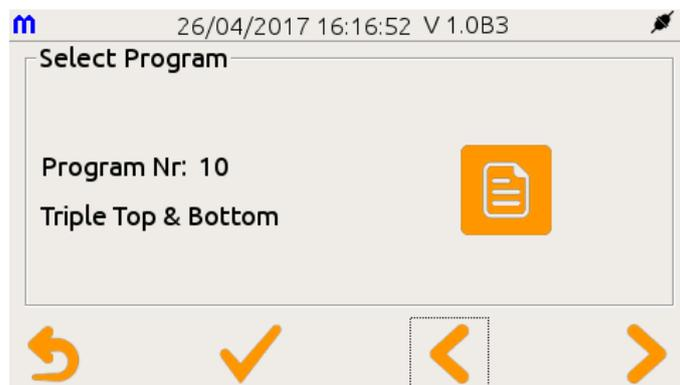 m 26/04/2017 16:16:52 V 1.0B3
Select Program
Program Nr: 10
Triple Top & Bottom